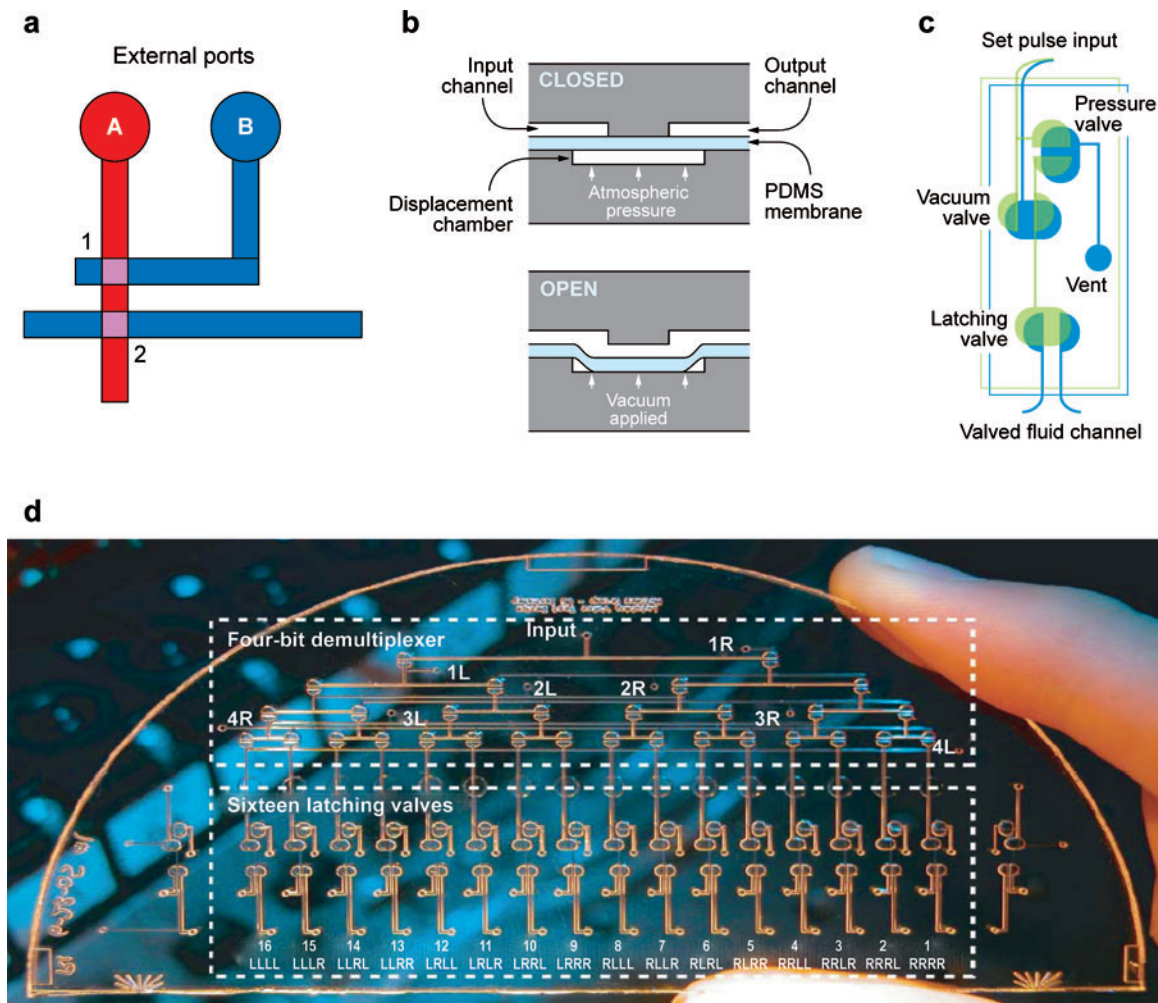 a
External ports
A
B
1
2
b
Input
channel
CLOSED
Output
channel
Displacement
chamber
Atmospheric
pressure
PDMS
membrane
OPEN
Vacuum
applied
c
Set pulse input
Pressure
valve
Vacuum
valve
Vent
Latching
valve
Valved fluid channel
d
Four-bit demultiplexer
Input
1R
1L
2L
2R
4R
3L
3R
4L
Sixteen latching valves
16 15 14 13 12 11 10 9 8 7 6 5 4 3 2 1
LLLL LLLR LLRL LLRR LRLL LRLR LRRL LRRR RLLL RLLR RLRL RLRR RRLL RRLR RRRL RRRR